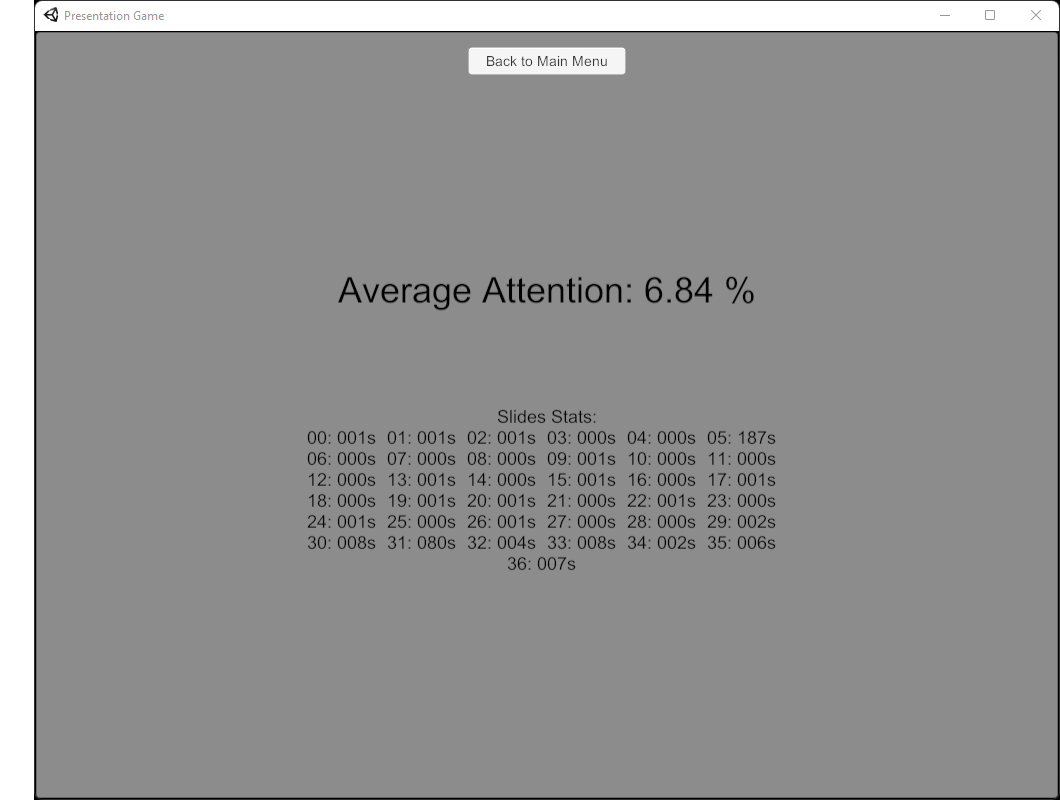 Presentation Game
Back to Main Menu
Average Attention: 6.84 %
Slides Stats:
00: 001s 01: 001s 02: 001s 03: 000s 04: 000s 05: 187s
06: 000s 07: 000s 08: 000s 09: 001s 10: 000s 11: 000s
12: 000s 13: 001s 14: 000s 15: 001s 16: 000s 17: 001s
18: 000s 19: 001s 20: 001s 21: 000s 22: 001s 23: 000s
24: 001s 25: 000s 26: 001s 27: 000s 28: 000s 29: 002s
30: 008s 31: 080s 32: 004s 33: 008s 34: 002s 35: 006s
36: 007s